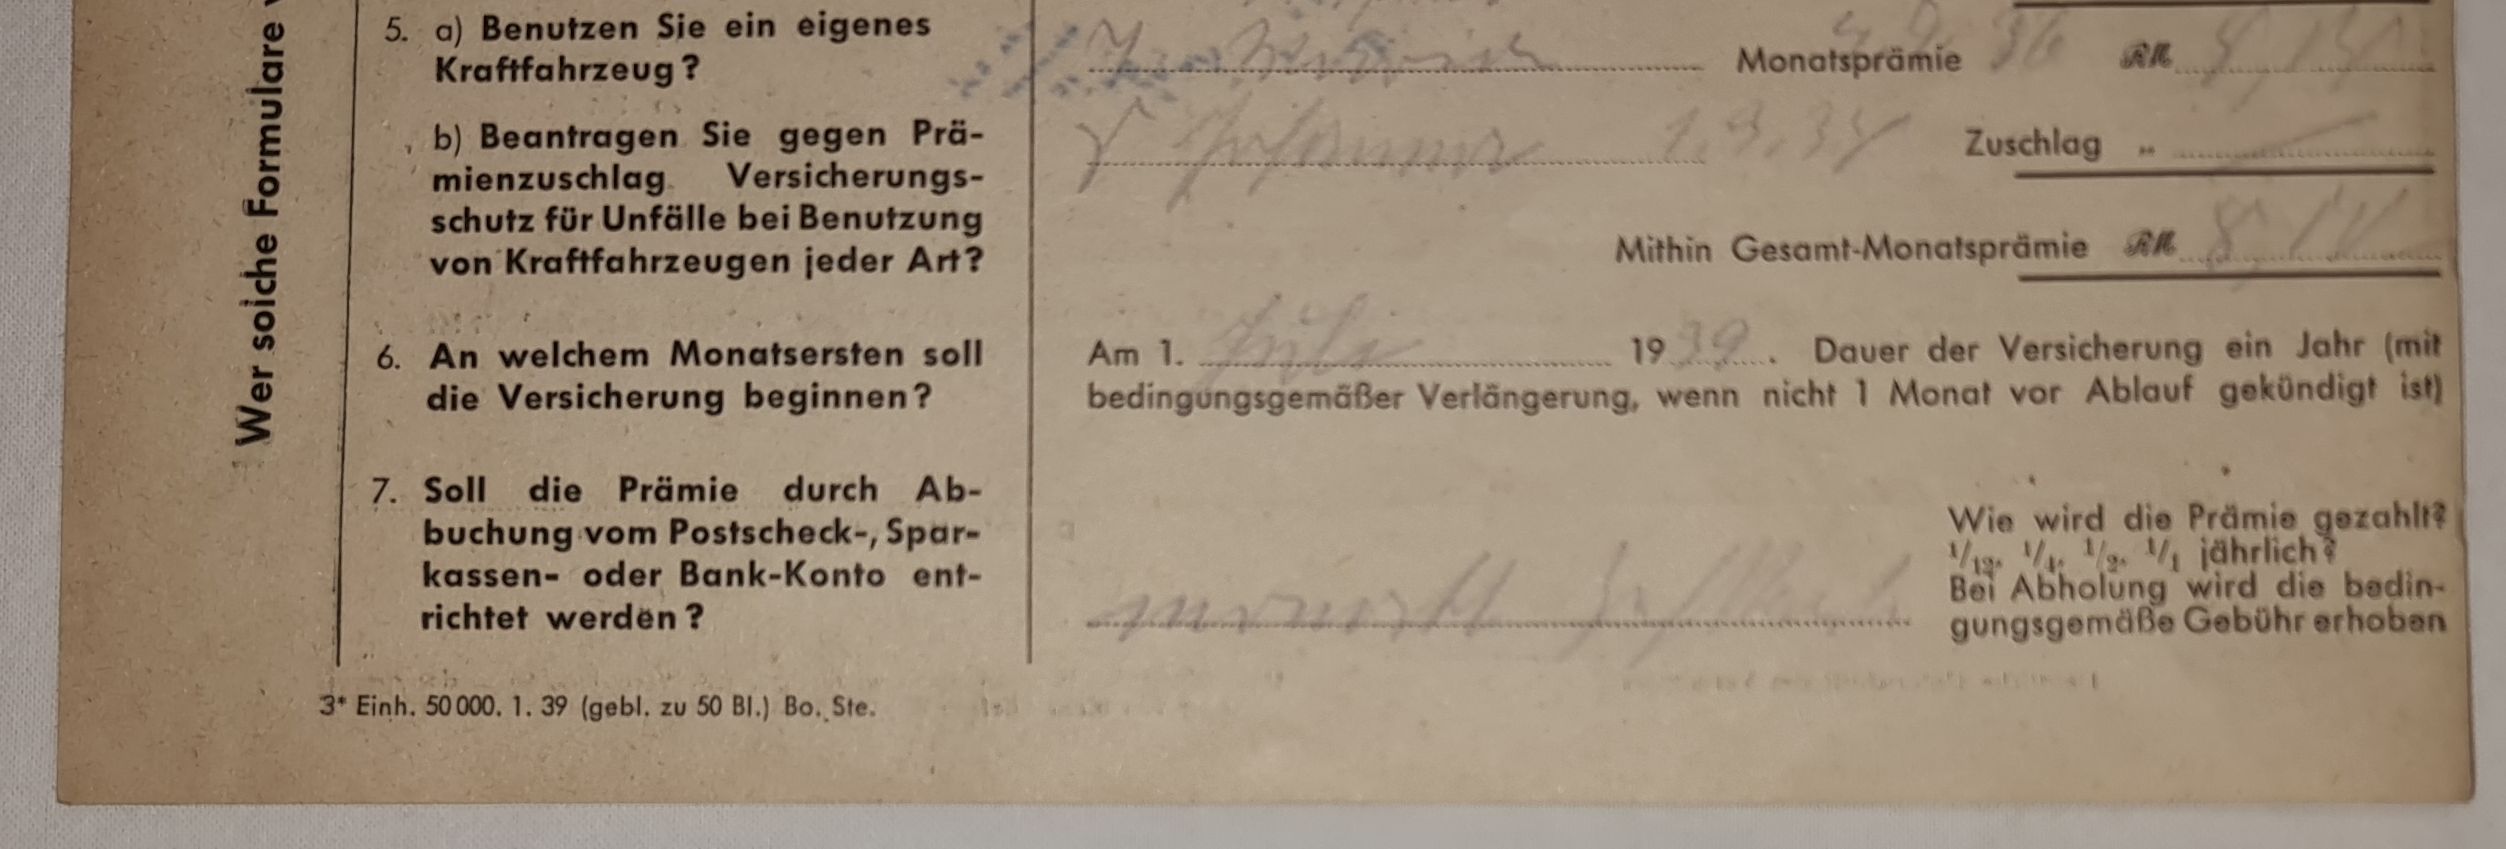 Wer solche Formulare
5. a) Benutzen Sie ein eigenes
Kraftfahrzeug?
Monatsprämie 36 RM
b) Beantragen Sie gegen Prä-
mienzuschlag Versicherungs-
schutz für Unfälle bei Benutzung
von Kraftfahrzeugen jeder Art?
Zuschlag "
Mithin Gesamt-Monatsprämie RM
6. An welchem Monatsersten soll
die Versicherung beginnen?
Am 1. Juli 1939. Dauer der Versicherung ein Jahr (mit
bedingungsgemäßer Verlängerung, wenn nicht 1 Monat vor Ablauf gekündigt ist)
7. Soll die Prämie durch Ab-
buchung vom Postscheck-, Spar-
kassen- oder Bank-Konto ent-
richtet werden?
Wie wird die Prämie gezahlt?
1/12, 1/4, 1/2, 1/1 jährlich?
Bei Abholung wird die bedin-
gungsgemäße Gebühr erhoben
3* Einh. 50 000. 1. 39 (gebl. zu 50 Bl.) Bo. Ste.